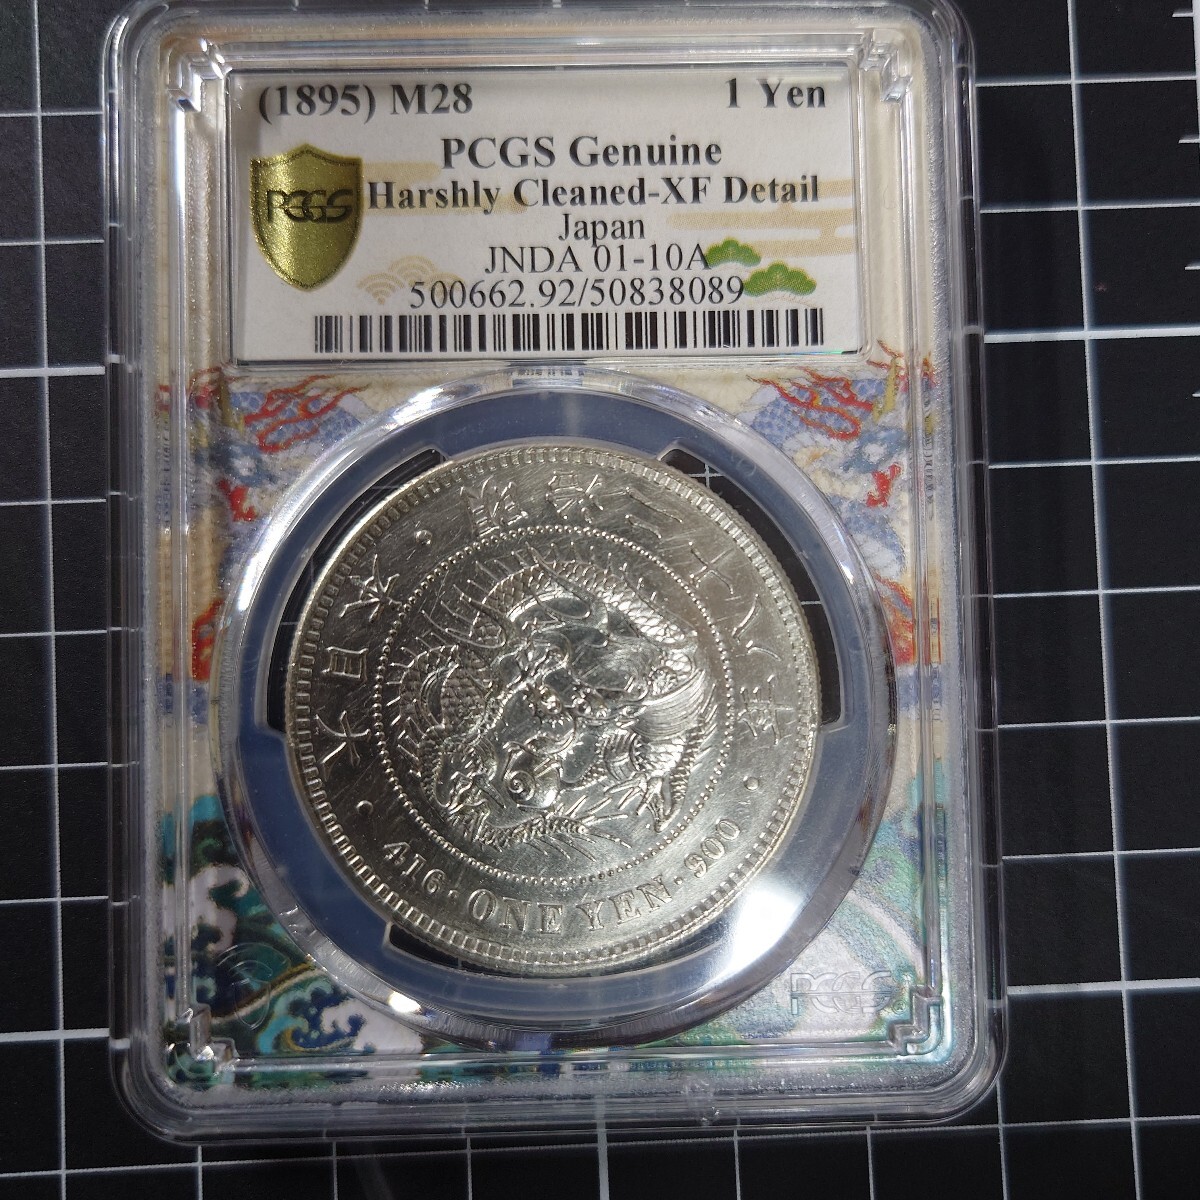 (1895) M28 1 Yen
PCGS Genuine
PCGS
Harshly Cleaned-XF Detail
Japan
JNDA 01-10A
500662.92/50838089
大日本・明治二十八年・
416・ONE YEN・900
PCGS